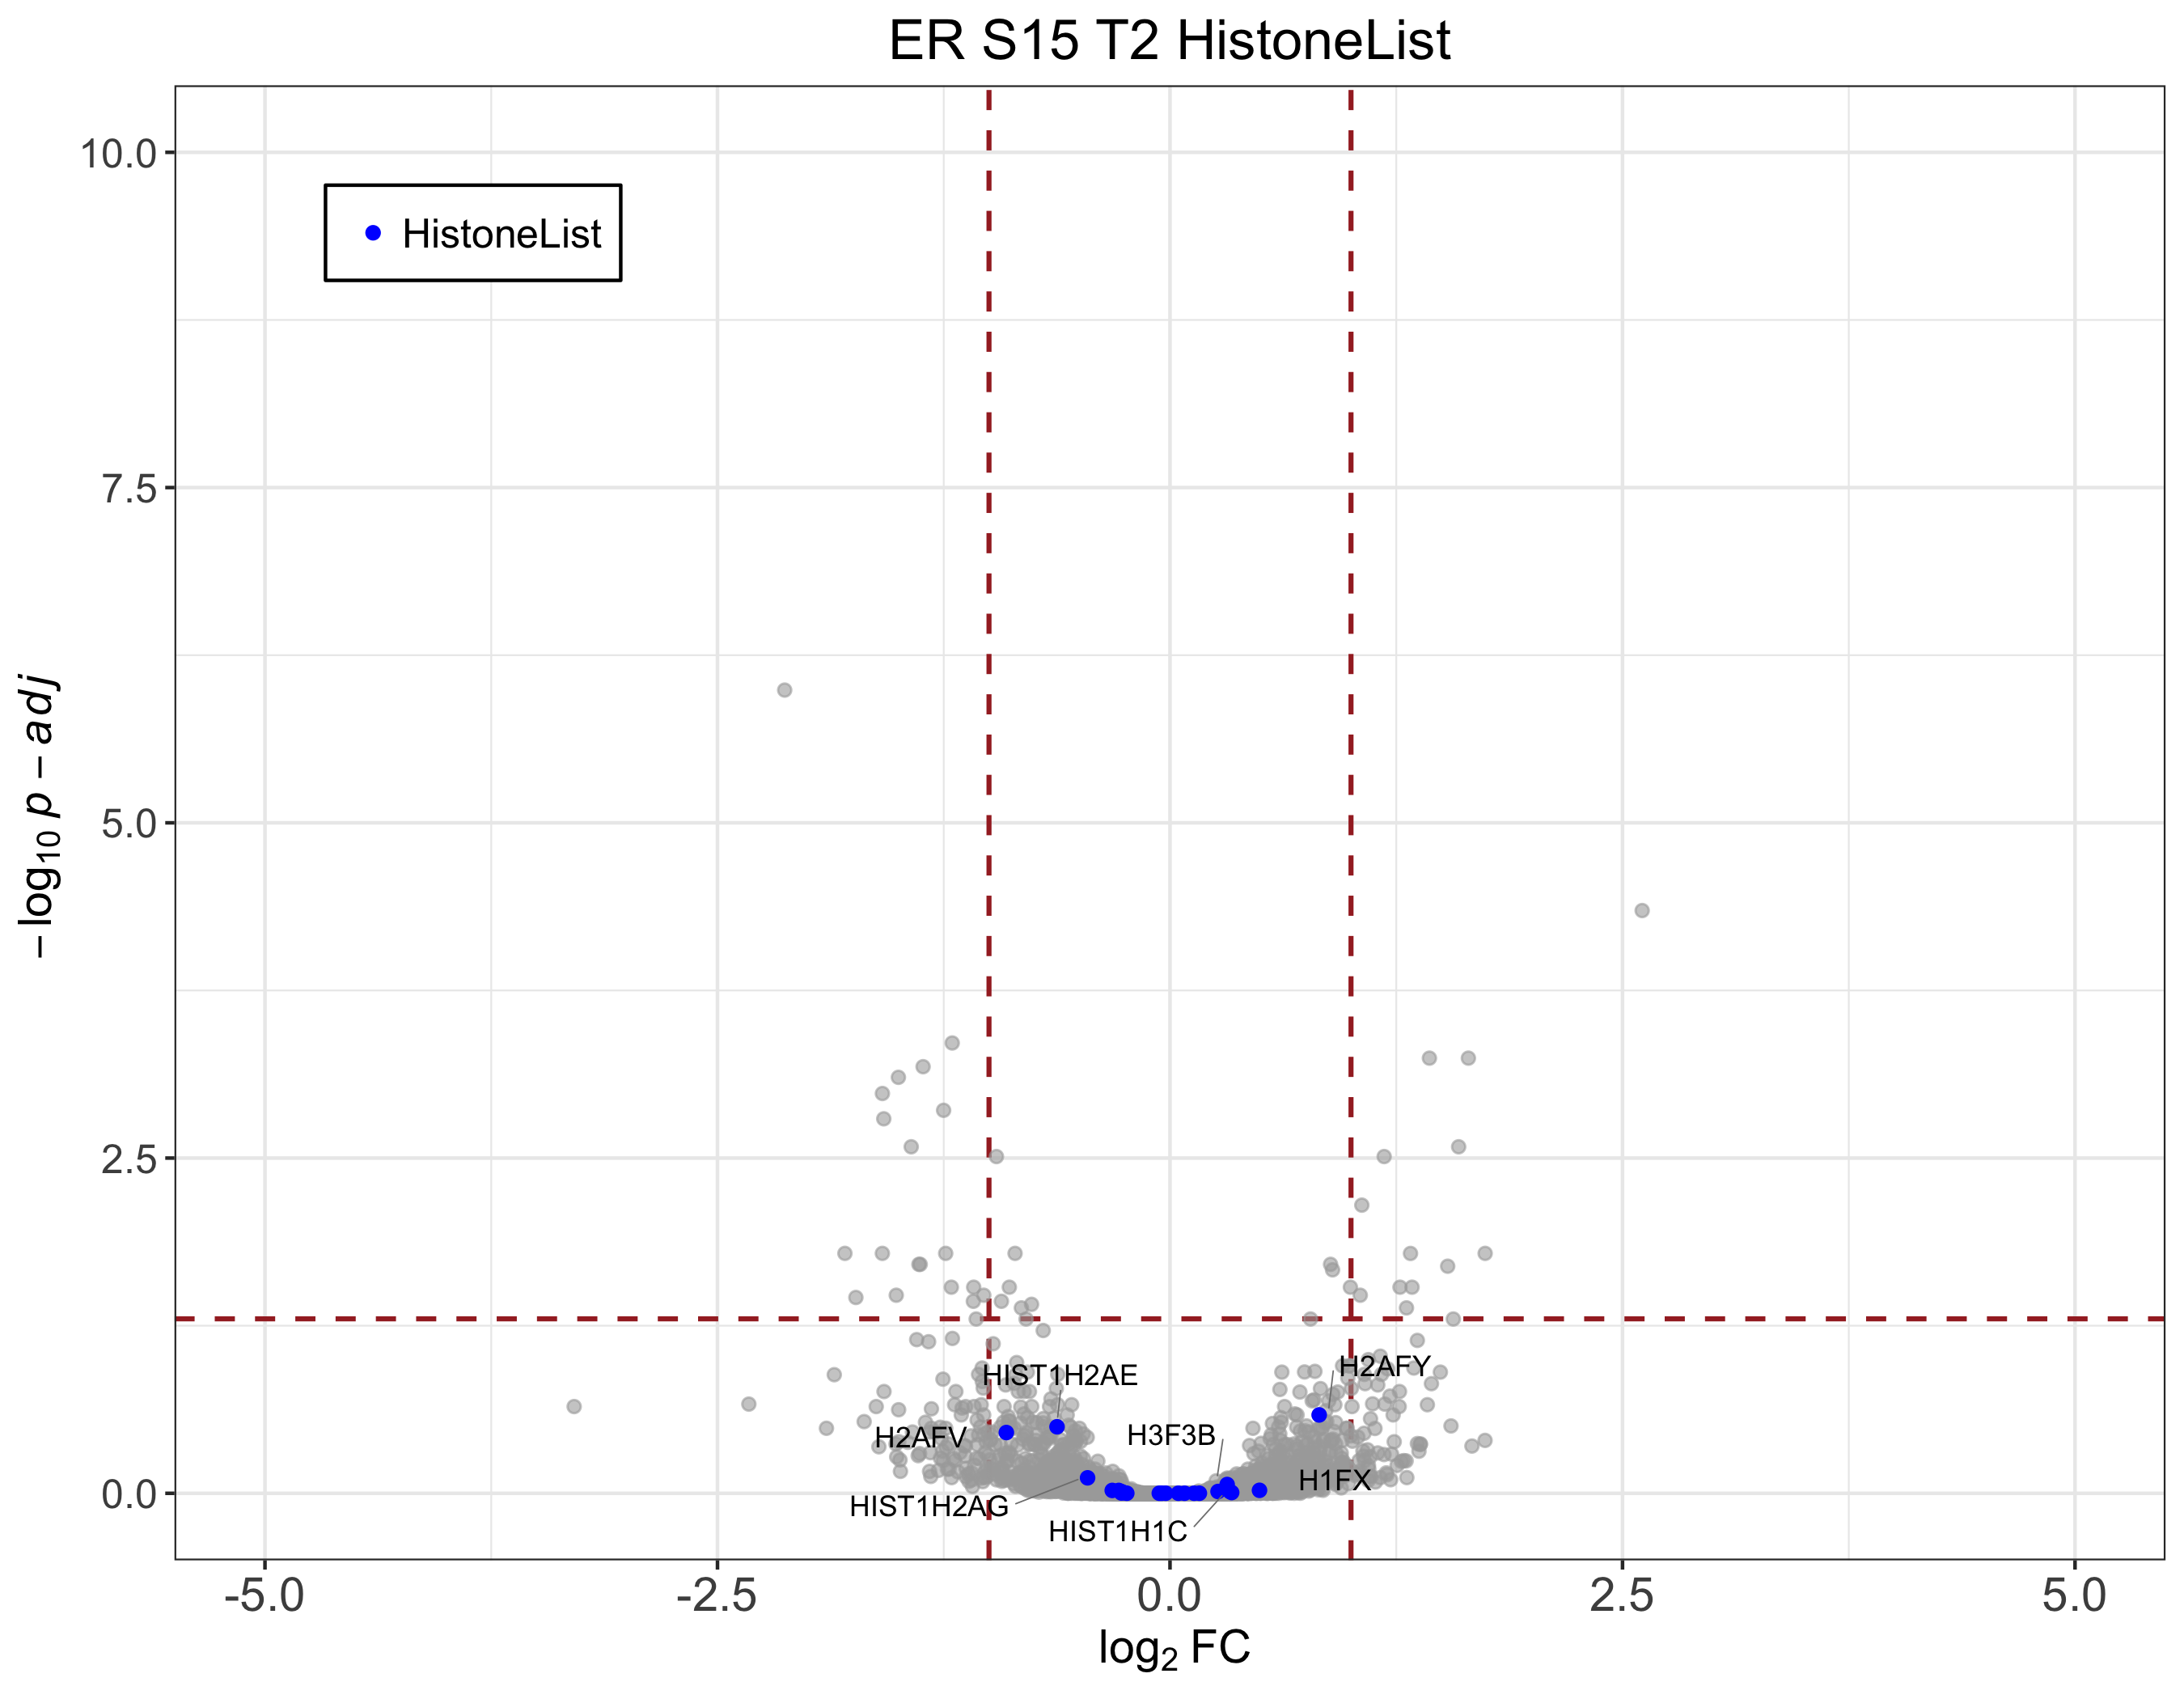 ER S15 T2 HistoneList
10.0
7.5
5.0
2.5
0.0
−log10 p − adj
HistoneList
HIST1H2AE
H2AFY
H2AFV
H3F3B
H1FX
HIST1H2AG
HIST1H1C
-5.0
-2.5
0.0
2.5
5.0
log2 FC